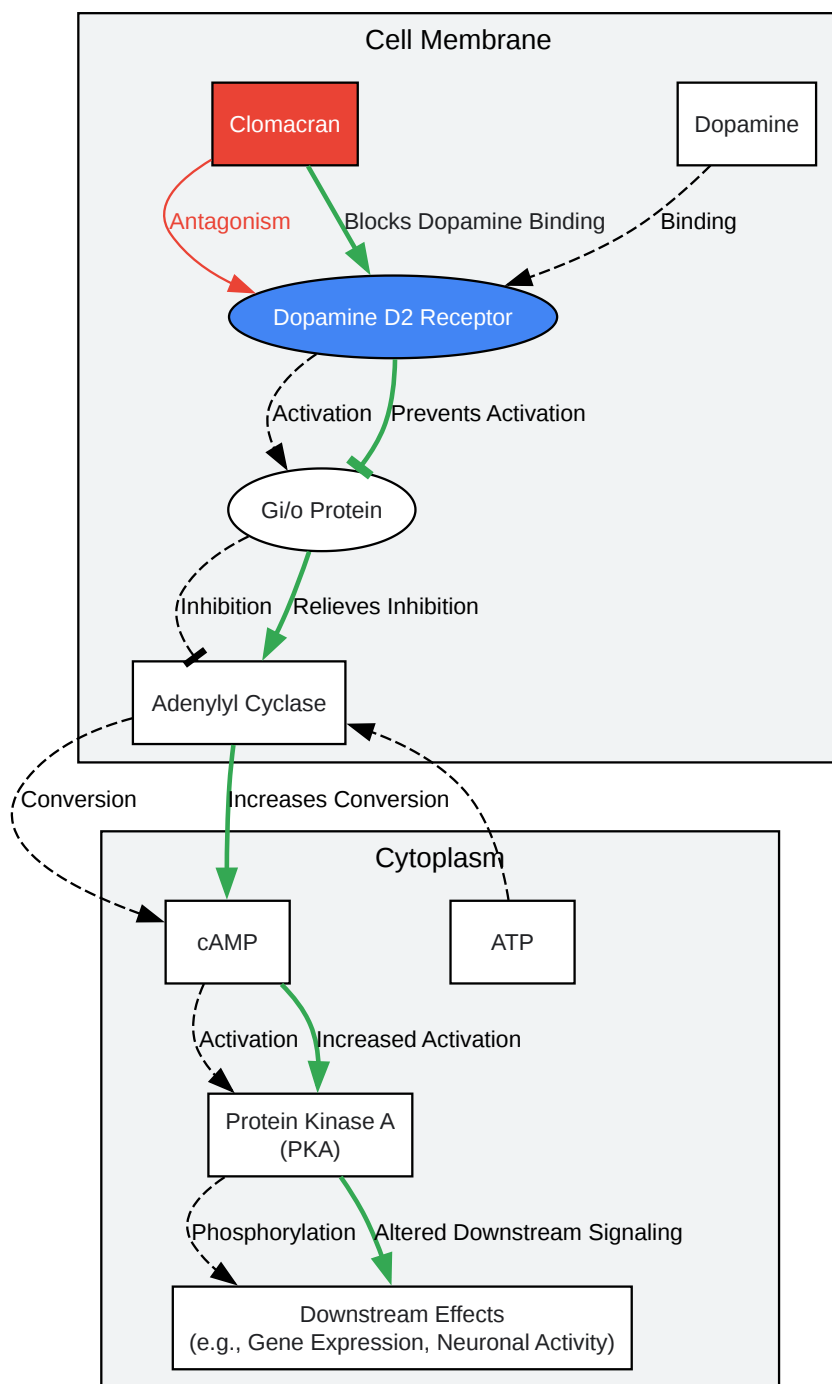 Cell Membrane
Clomacran
Dopamine
Antagonism
Blocks Dopamine Binding
Binding
Dopamine D2 Receptor
Activation
Prevents Activation
Gi/o Protein
Inhibition
Relieves Inhibition
Adenylyl Cyclase
Conversion
Increases Conversion
Cytoplasm
cAMP
ATP
Activation
Increased Activation
Protein Kinase A
(PKA)
Phosphorylation
Altered Downstream Signaling
Downstream Effects
(e.g., Gene Expression, Neuronal Activity)